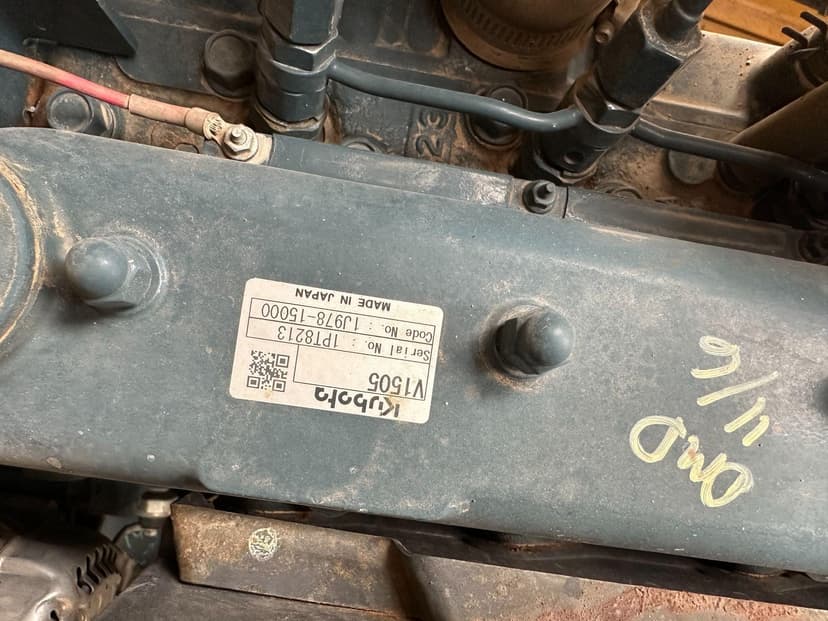 Kubota
V1505
Serial No. : 1PT8213
Code No. : 1J978-15000
MADE IN JAPAN